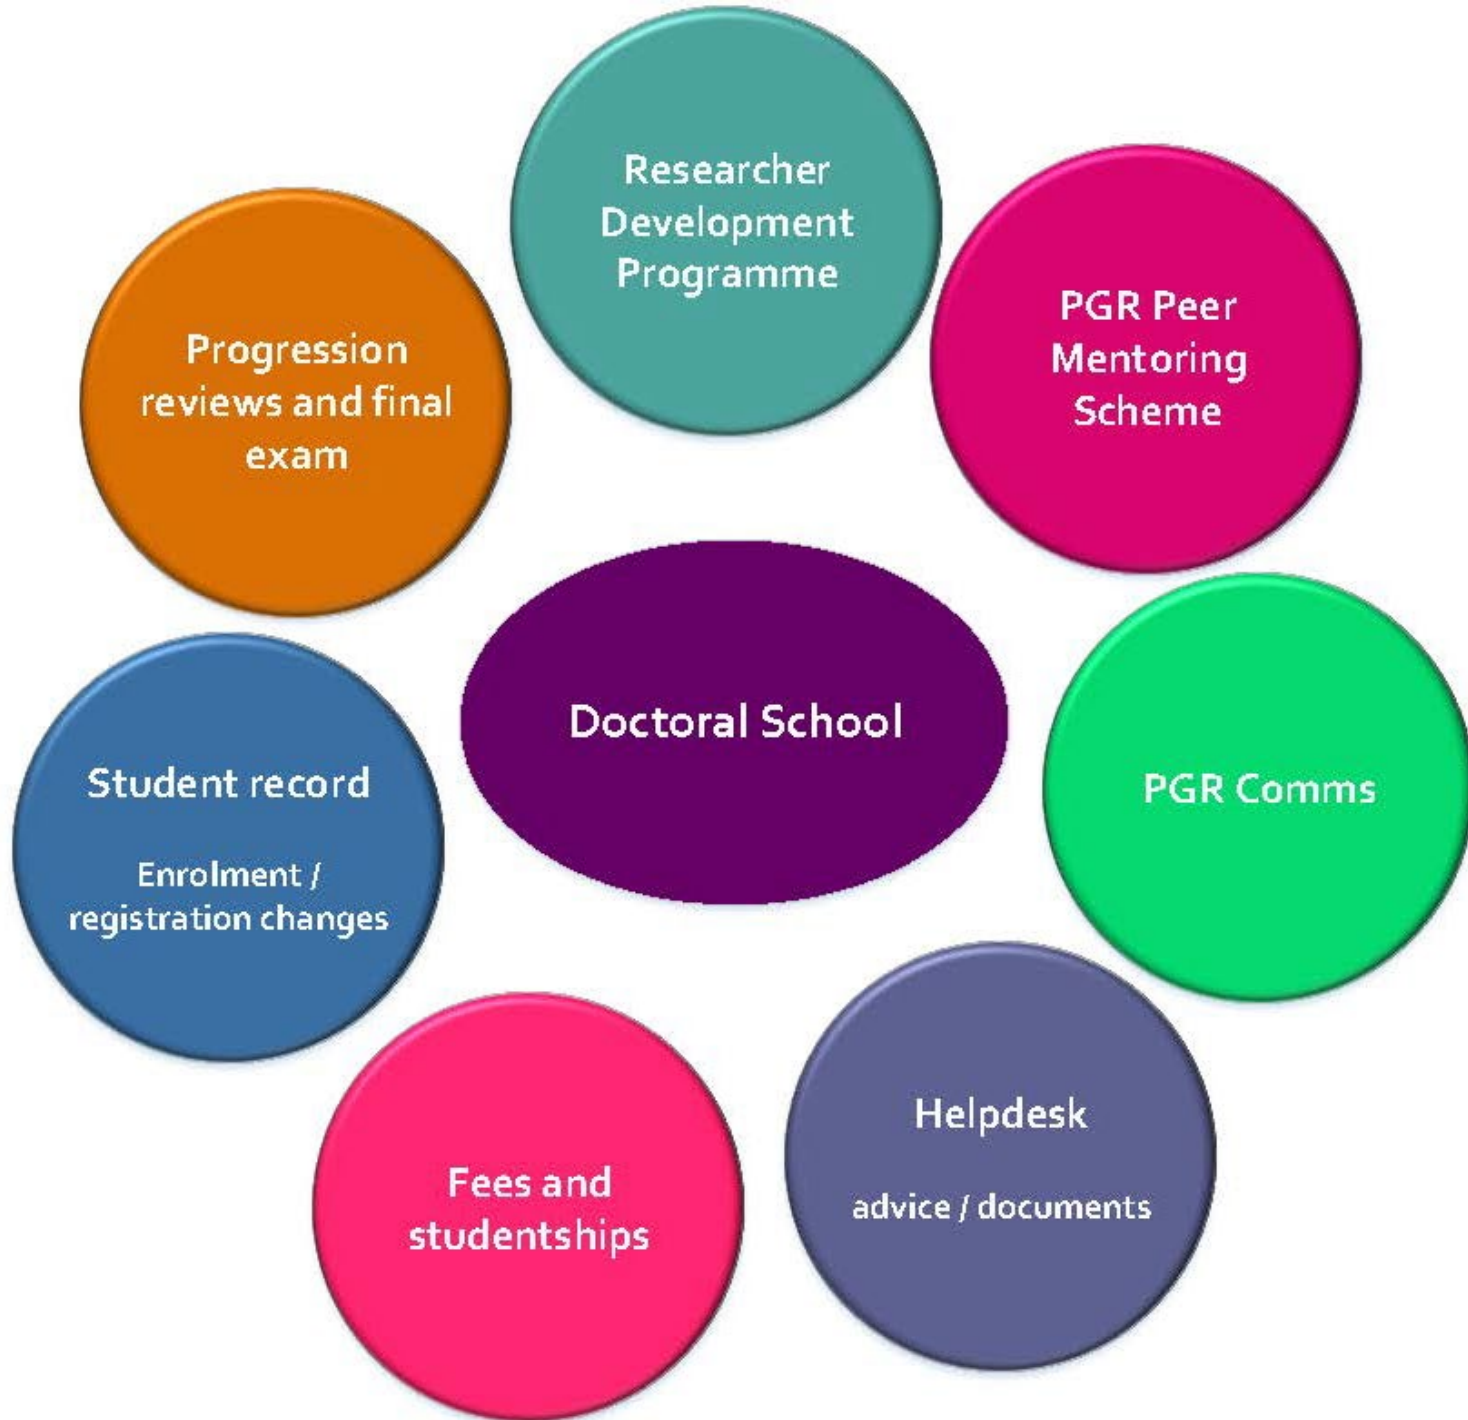 Researcher
Development
Programme
PGR Peer
Mentoring
Scheme
Progression
reviews and final
exam
Doctoral School
PGR Comms
Student record
Enrolment /
registration changes
Helpdesk
advice / documents
Fees and
studentships